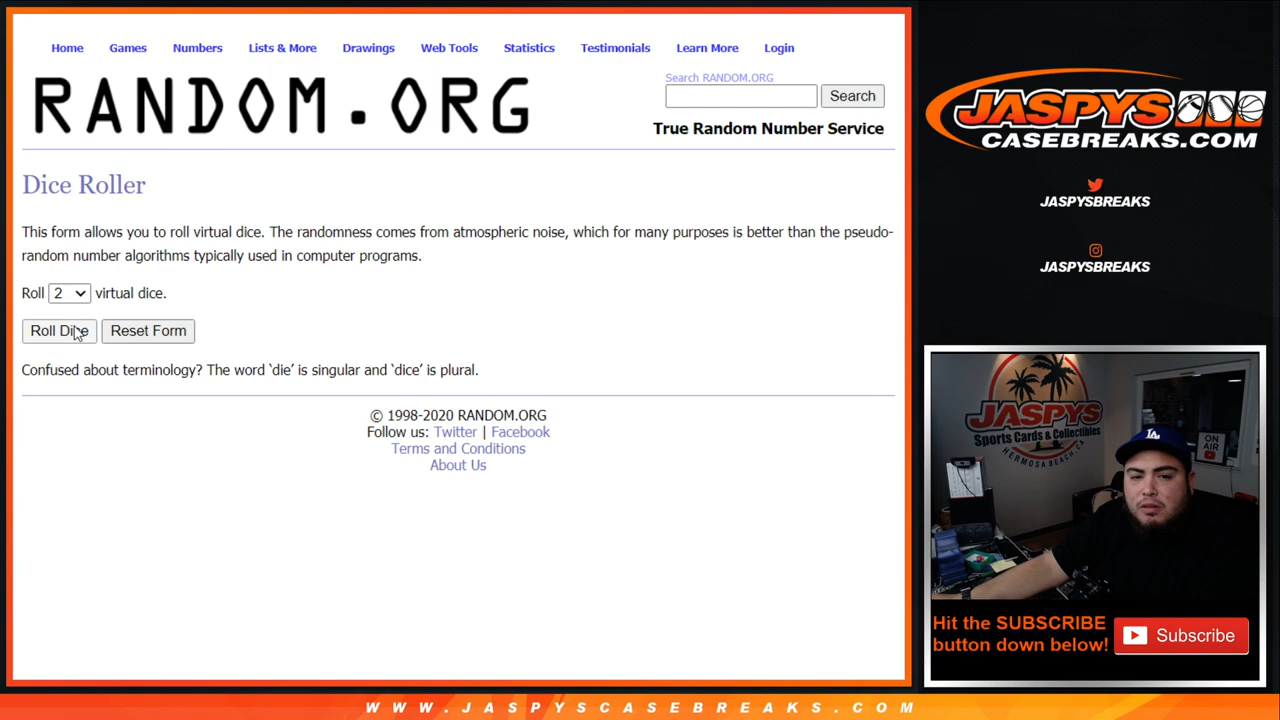 Home Games Numbers Lists & More Drawings Web Tools Statistics Testimonials Learn More Login
RANDOM.ORG
Search RANDOM.ORG
Search
True Random Number Service
Dice Roller
This form allows you to roll virtual dice. The randomness comes from atmospheric noise, which for many purposes is better than the pseudo-
random number algorithms typically used in computer programs.
Roll 2 virtual dice.
Roll Dice Reset Form
Confused about terminology? The word ‘die’ is singular and ‘dice’ is plural.
© 1998-2020 RANDOM.ORG
Follow us: Twitter | Facebook
Terms and Conditions
About Us
JASPYS
CASEBREAKS.COM
JASPYSBREAKS
JASPYSBREAKS
JASPYS
Sports Cards & Collectibles
HERMOSA BEACH, CA
ON
AIR
LA
Hit the SUBSCRIBE
button down below!
Subscribe
WWW.JASPYSCASEBREAKS.COM